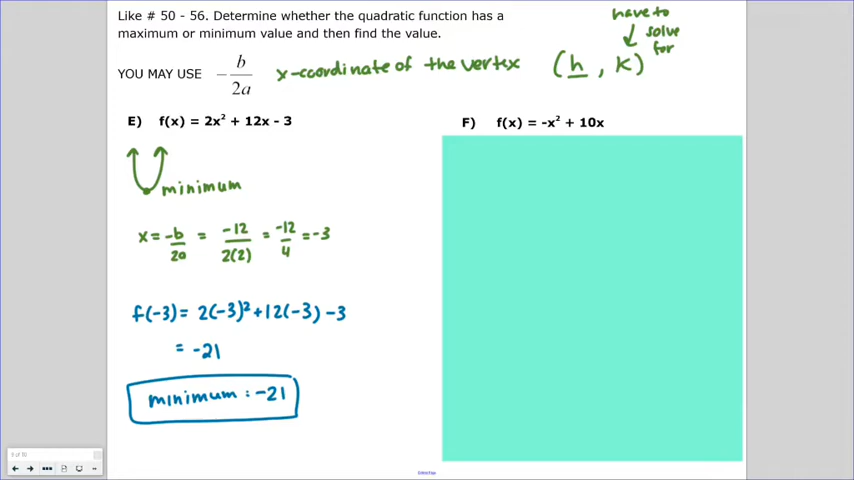 Like # 50 - 56. Determine whether the quadratic function has a
maximum or minimum value and then find the value.
have to
solve
for
YOU MAY USE - b/2a x-coordinate of the vertex (h, k)
E) f(x) = 2x² + 12x - 3
F) f(x) = -x² + 10x
minimum
x = -b/2a = -12/2(2) = -12/4 = -3
f(-3) = 2(-3)² + 12(-3) - 3
= -21
minimum : -21